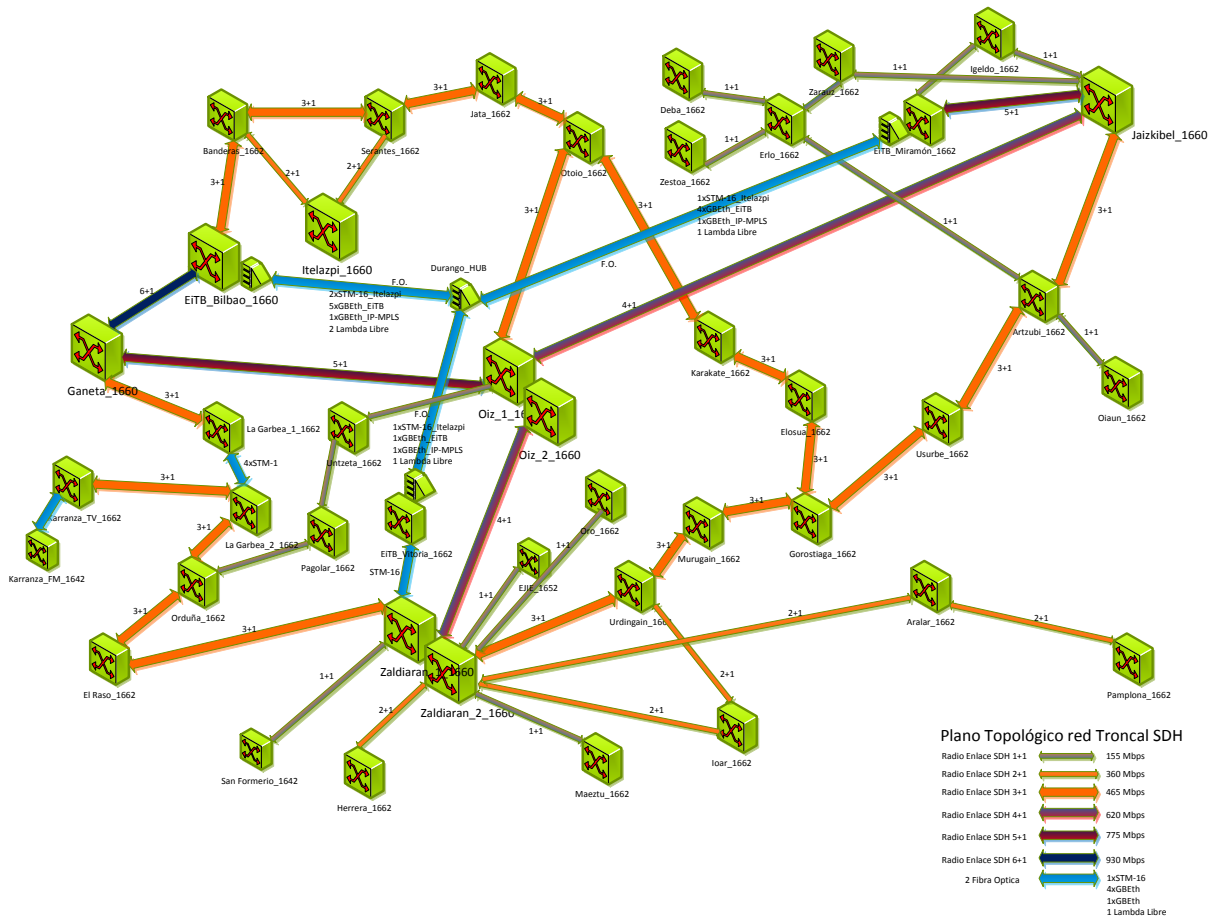 Jata_1662
3+1
3+1
3+1
Banderas_1662
Serantes_1662
Otoio_1662
2+1
2+1
3+1
Itelazpi_1660
EiTB_Bilbao_1660
6+1
Igeldo_1662
1+1
Zarauz_1662
1+1
Deba_1662
1+1
Jaizkibel_1660
5+1
EiTB_Miramón_1662
Erlo_1662
1+1
Zestoa_1662
1xSTM-16_Itelazpi
4xGBEth_EiTB
1xGBEth_IP-MPLS
1 Lambda Libre
F.O.
3+1
3+1
1+1
3+1
Durango_HUB
F.O.
2xSTM-16_Itelazpi
5xGBEth_EiTB
1xGBEth_IP-MPLS
2 Lambda Libre
4+1
Artzubi_1662
1+1
Oiaun_1662
3+1
Ganeta_1660
5+1
3+1
Karakate_1662
3+1
Elosua_1662
Usurbe_1662
La Garbea_1_1662
4xSTM-1
Oiz_1_1
Oiz_2_1660
F.O.
1xSTM-16_Itelazpi
1xGBEth_EiTB
1xGBEth_IP-MPLS
1 Lambda Libre
Untzeta_1662
3+1
3+1
3+1
arranza_TV_1662
3+1
La Garbea_2_1662
Karranza_FM_1642
3+1
Pagolar_1662
EiTB_Vitoria_1662
STM-16
4+1
Oro_1662
1+1
EJIE_1652
1+1
3+1
Murugain_1662
Gorostiaga_1662
3+1
Orduña_1662
3+1
3+1
El Raso_1662
3+1
Urdingain_166
Aralar_1662
2+1
2+1
Pamplona_1662
Zaldiaran_1_1660
Zaldiaran_2_1660
1+1
2+1
1+1
2+1
2+1
San Formerio_1642
Herrera_1662
Maeztu_1662
Ioar_1662
Plano Topológico red Troncal SDH
Radio Enlace SDH 1+1 155 Mbps
Radio Enlace SDH 2+1 360 Mbps
Radio Enlace SDH 3+1 465 Mbps
Radio Enlace SDH 4+1 620 Mbps
Radio Enlace SDH 5+1 775 Mbps
Radio Enlace SDH 6+1 930 Mbps
2 Fibra Optica 1xSTM-16
4xGBEth
1xGBEth
1 Lambda Libre